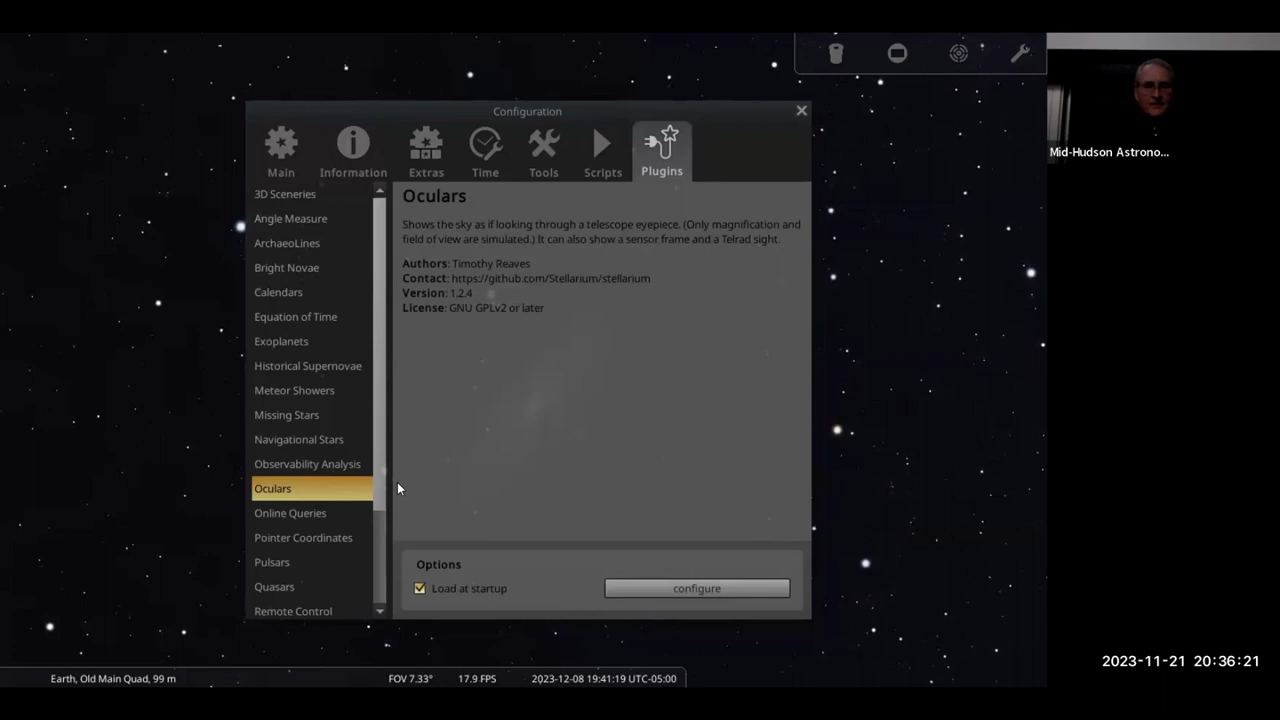 Configuration
Main
Information
Extras
Time
Tools
Scripts
Plugins
3D Sceneries
Angle Measure
ArchaeoLines
Bright Novae
Calendars
Equation of Time
Exoplanets
Historical Supernovae
Meteor Showers
Missing Stars
Navigational Stars
Observability Analysis
Oculars
Online Queries
Pointer Coordinates
Pulsars
Quasars
Remote Control
Oculars
Shows the sky as if looking through a telescope eyepiece. (Only magnification and
field of view are simulated.) It can also show a sensor frame and a Telrad sight.
Authors: Timothy Reaves
Contact: https://github.com/Stellarium/stellarium
Version: 1.2.4
License: GNU GPLv2 or later
Options
Load at startup
configure
Mid-Hudson Astrono...
2023-11-21 20:36:21
Earth, Old Main Quad, 99 m
FOV 7.33°
17.9 FPS
2023-12-08 19:41:19 UTC-05:00